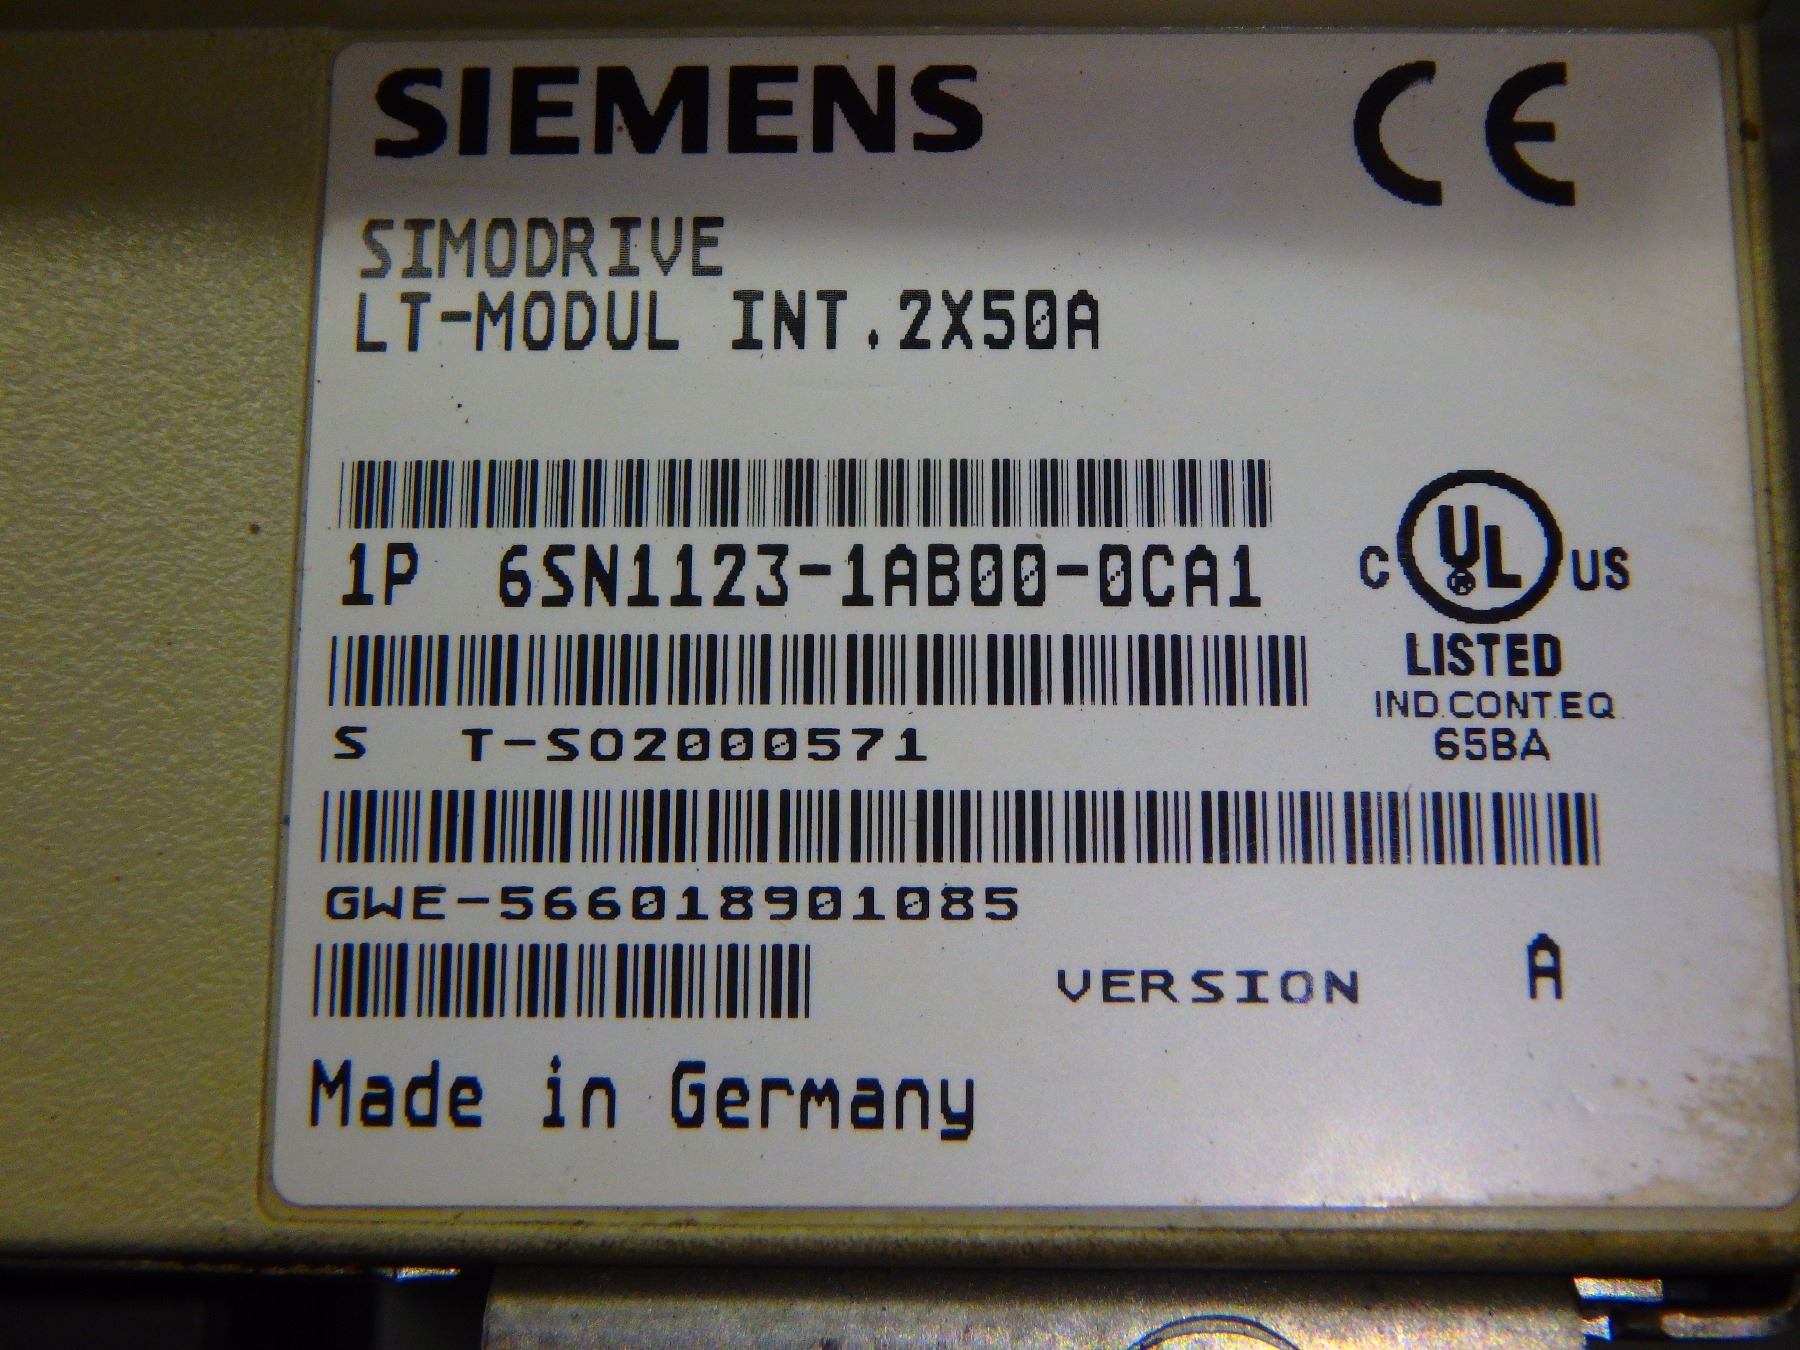 SIEMENS
CE
SIMODRIVE
LT-MODUL INT.2X50A
1P 6SN1123-1AB00-0CA1
C UL® US
LISTED
IND.CONT.EQ.
65BA
S T-SO2000571
GWE-566018901085
VERSION A
Made in Germany